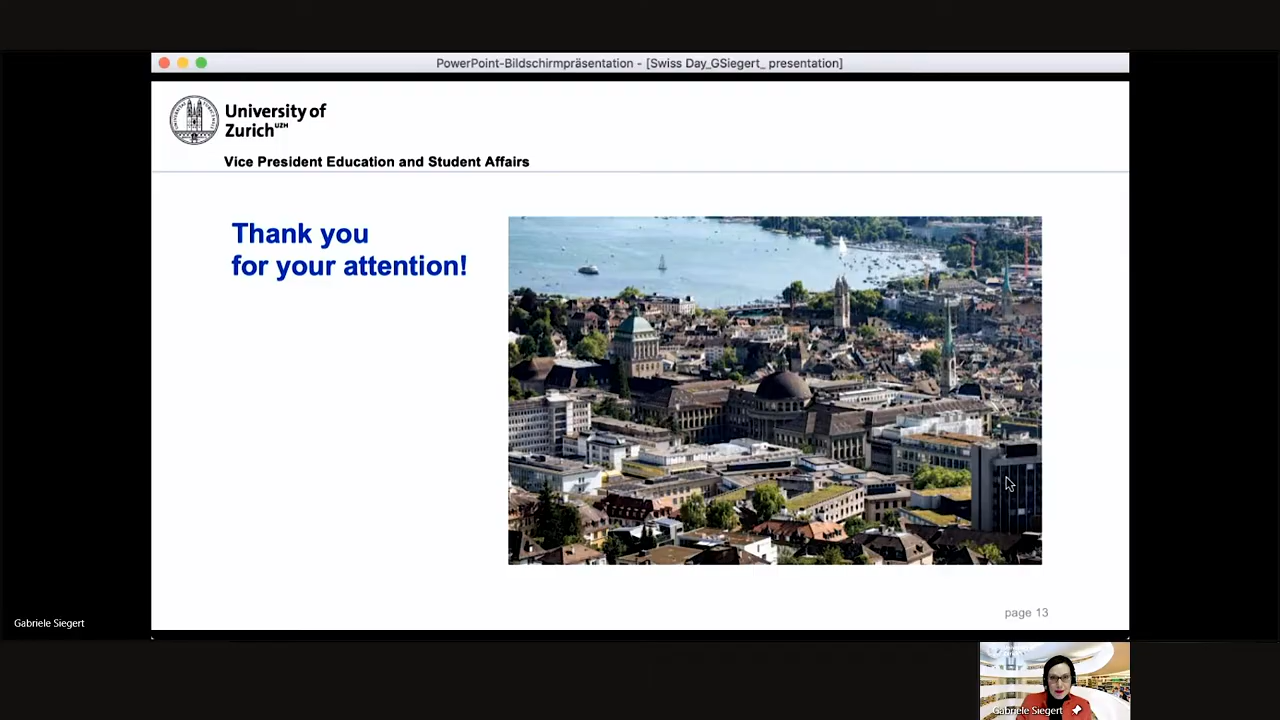 PowerPoint-Bildschirmpräsentation - [Swiss Day_GSiegert_ presentation]
University of
Zurich UZH
Vice President Education and Student Affairs
Thank you
for your attention!
page 13
Gabriele Siegert
Gabriele Siegert